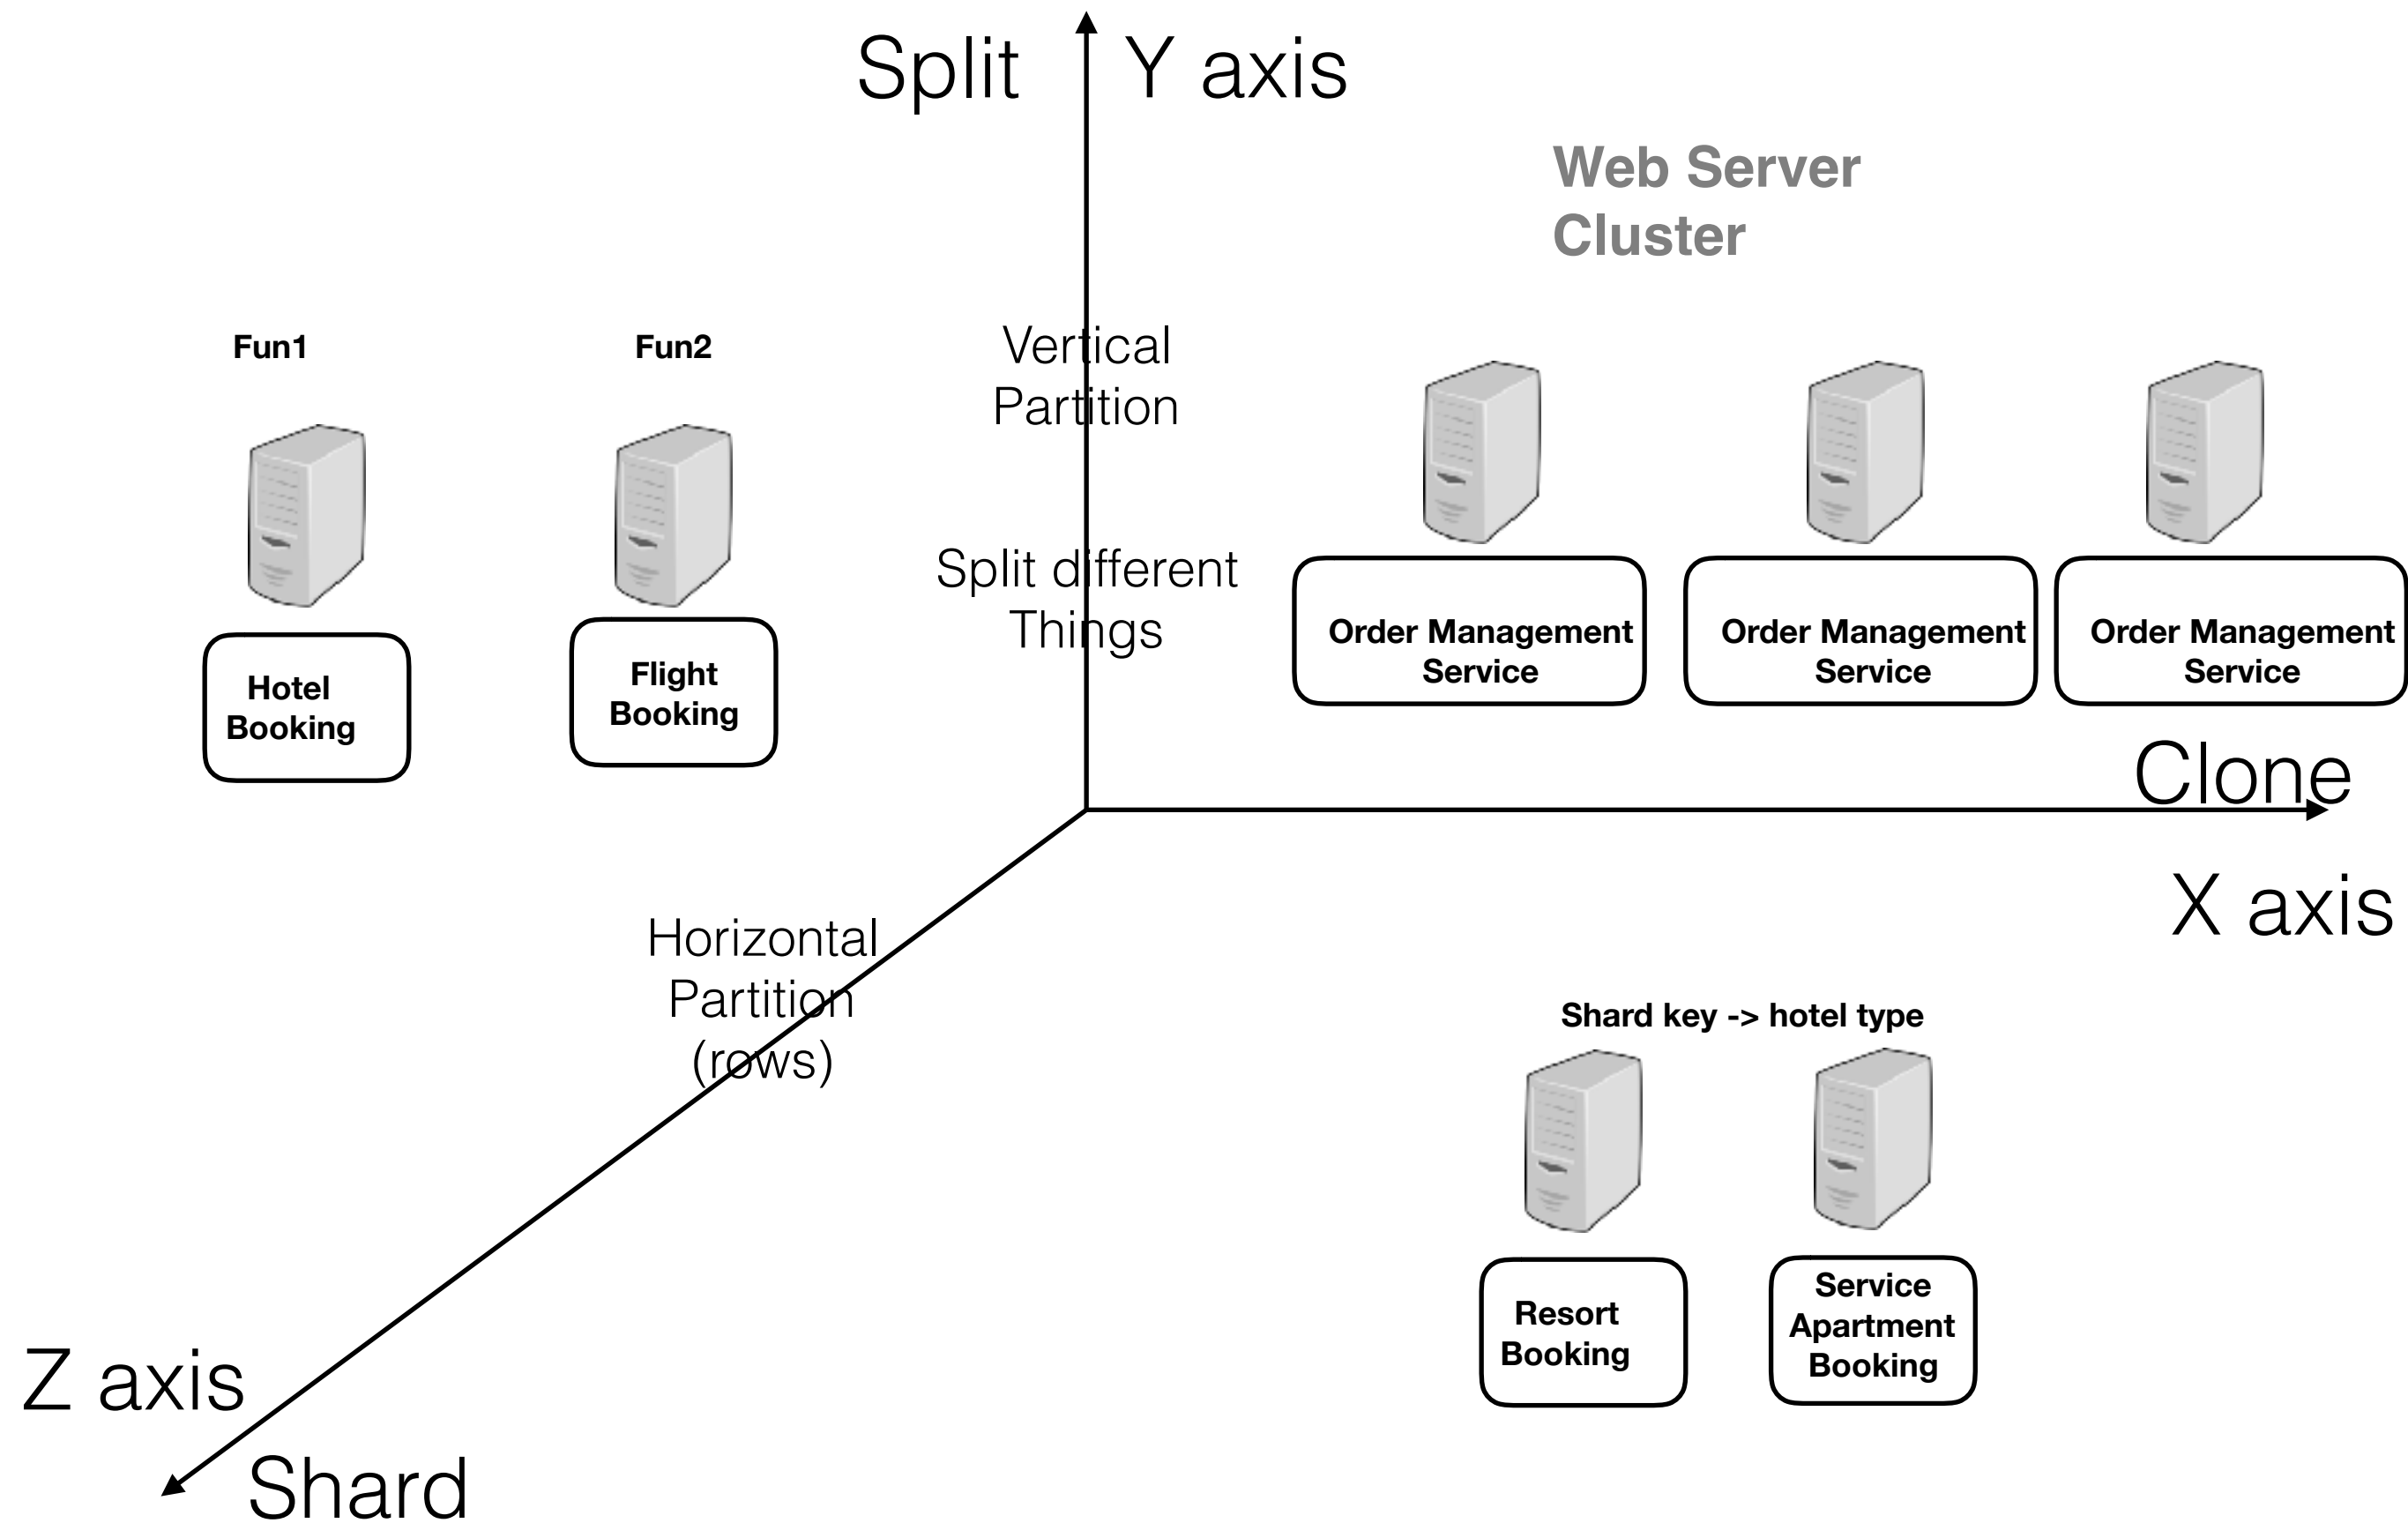 Split
Y axis
Web Server
Cluster
Fun1
Fun2
Vertical
Partition
Split different
Things
Hotel
Booking
Flight
Booking
Order Management
Service
Order Management
Service
Order Management
Service
Clone
X axis
Horizontal
Partition
(rows)
Shard key -> hotel type
Resort
Booking
Service
Apartment
Booking
Z axis
Shard